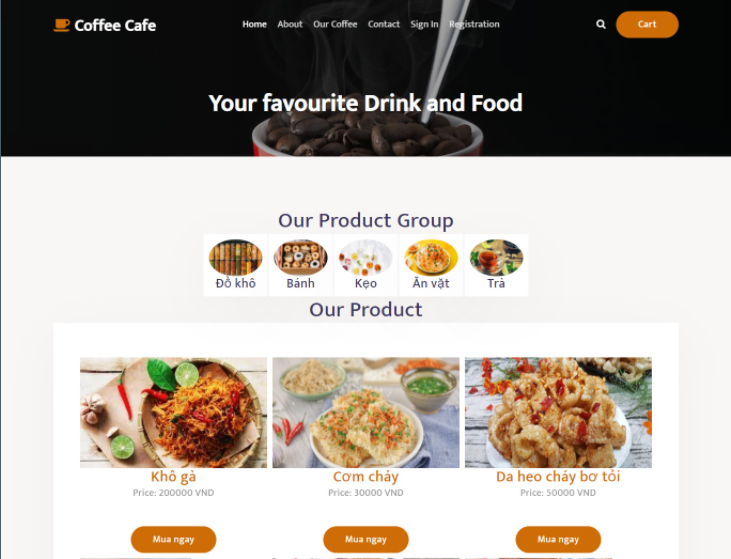 Coffee Cafe
Home About Our Coffee Contact Sign In Registration
Cart
Your favourite Drink and Food
Our Product Group
Đồ khô Bánh Kẹo Ăn vặt Trà
Our Product
Khô gà Cơm cháy Da heo cháy bơ tỏi
Price: 200000 VND Price: 30000 VND Price: 50000 VND
Mua ngay Mua ngay Mua ngay